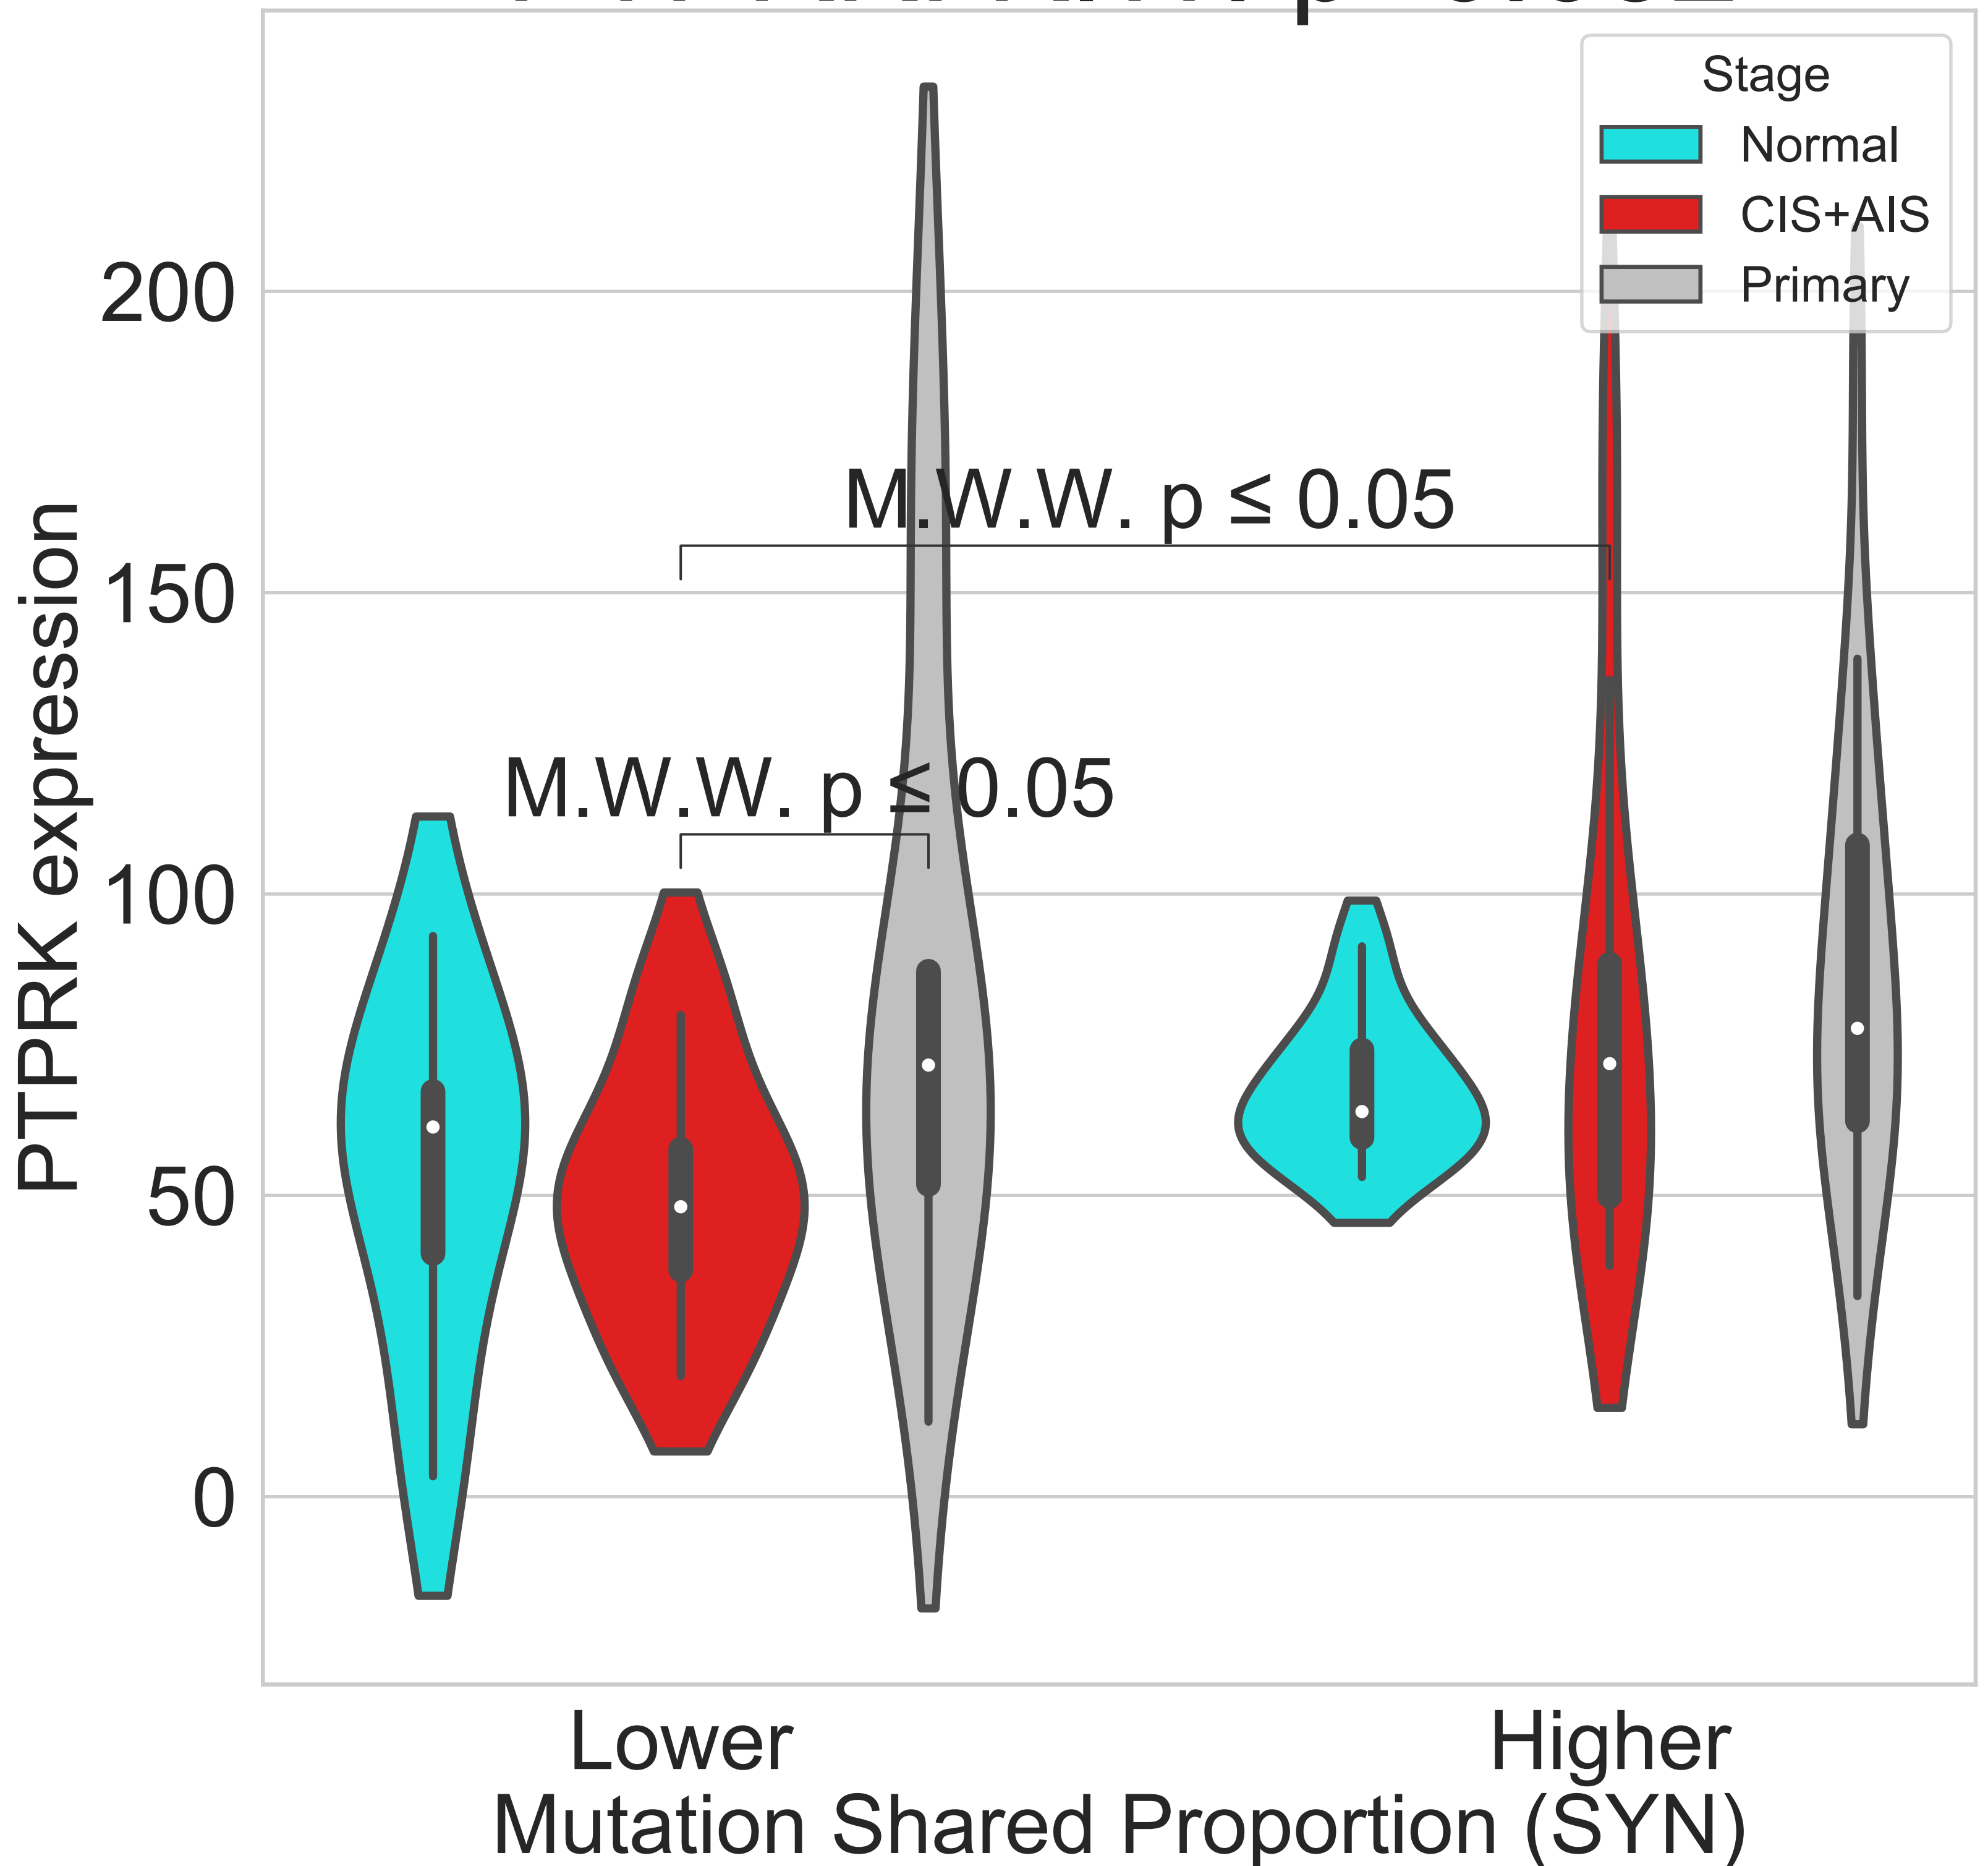 Stage
Normal
CIS+AIS
Primary
200
150
100
50
0
PTPRK expression
M.W.W. p ≤ 0.05
M.W.W. p ≤ 0.05
Lower
Higher
Mutation Shared Proportion (SYN)